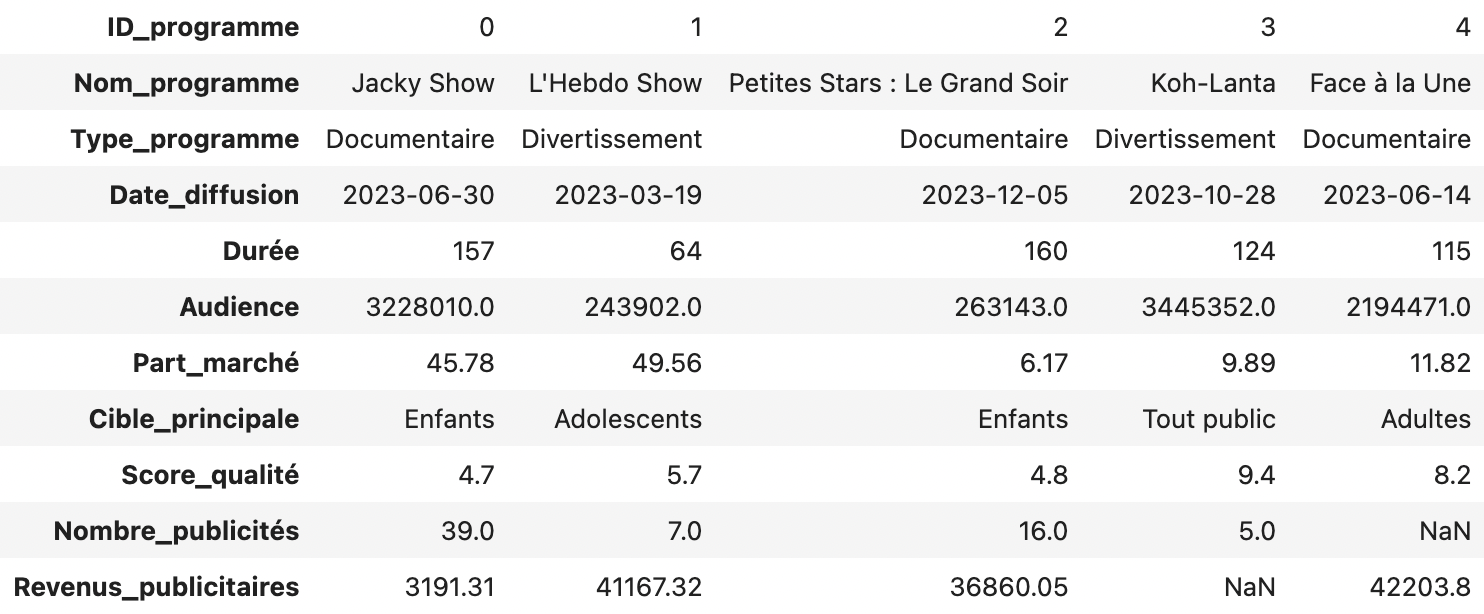 ID_programme 0 1 2 3 4
Nom_programme Jacky Show L'Hebdo Show Petites Stars : Le Grand Soir Koh-Lanta Face à la Une
Type_programme Documentaire Divertissement Documentaire Divertissement Documentaire
Date_diffusion 2023-06-30 2023-03-19 2023-12-05 2023-10-28 2023-06-14
Durée 157 64 160 124 115
Audience 3228010.0 243902.0 263143.0 3445352.0 2194471.0
Part_marché 45.78 49.56 6.17 9.89 11.82
Cible_principale Enfants Adolescents Enfants Tout public Adultes
Score_qualité 4.7 5.7 4.8 9.4 8.2
Nombre_publicités 39.0 7.0 16.0 5.0 NaN
Revenus_publicitaires 3191.31 41167.32 36860.05 NaN 42203.8